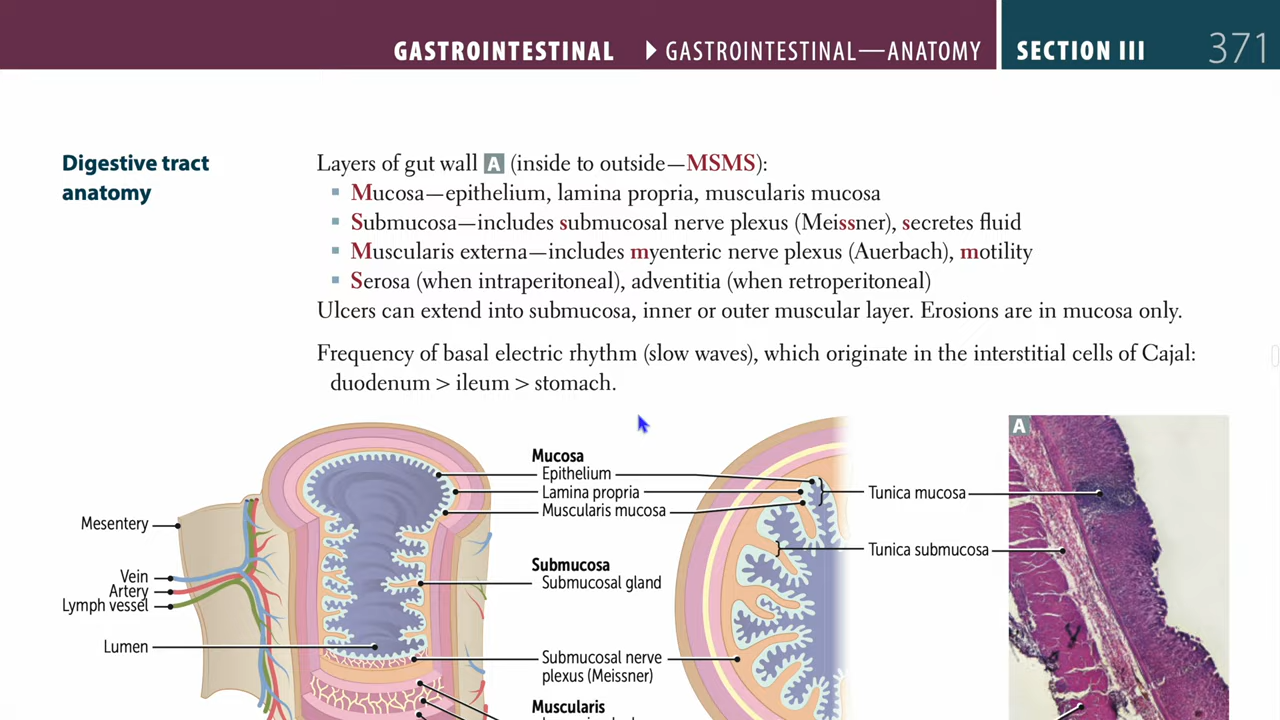 GASTROINTESTINAL ▶ GASTROINTESTINAL—ANATOMY SECTION III 371
Digestive tract
anatomy
Layers of gut wall A (inside to outside—MSMS):
▪ Mucosa—epithelium, lamina propria, muscularis mucosa
▪ Submucosa—includes submucosal nerve plexus (Meissner), secretes fluid
▪ Muscularis externa—includes myenteric nerve plexus (Auerbach), motility
▪ Serosa (when intraperitoneal), adventitia (when retroperitoneal)
Ulcers can extend into submucosa, inner or outer muscular layer. Erosions are in mucosa only.
Frequency of basal electric rhythm (slow waves), which originate in the interstitial cells of Cajal:
duodenum > ileum > stomach.
Mesentery
Vein
Artery
Lymph vessel
Lumen
Mucosa
Epithelium
Lamina propria
Muscularis mucosa
Submucosa
Submucosal gland
Submucosal nerve
plexus (Meissner)
Muscularis
Tunica mucosa
Tunica submucosa
A